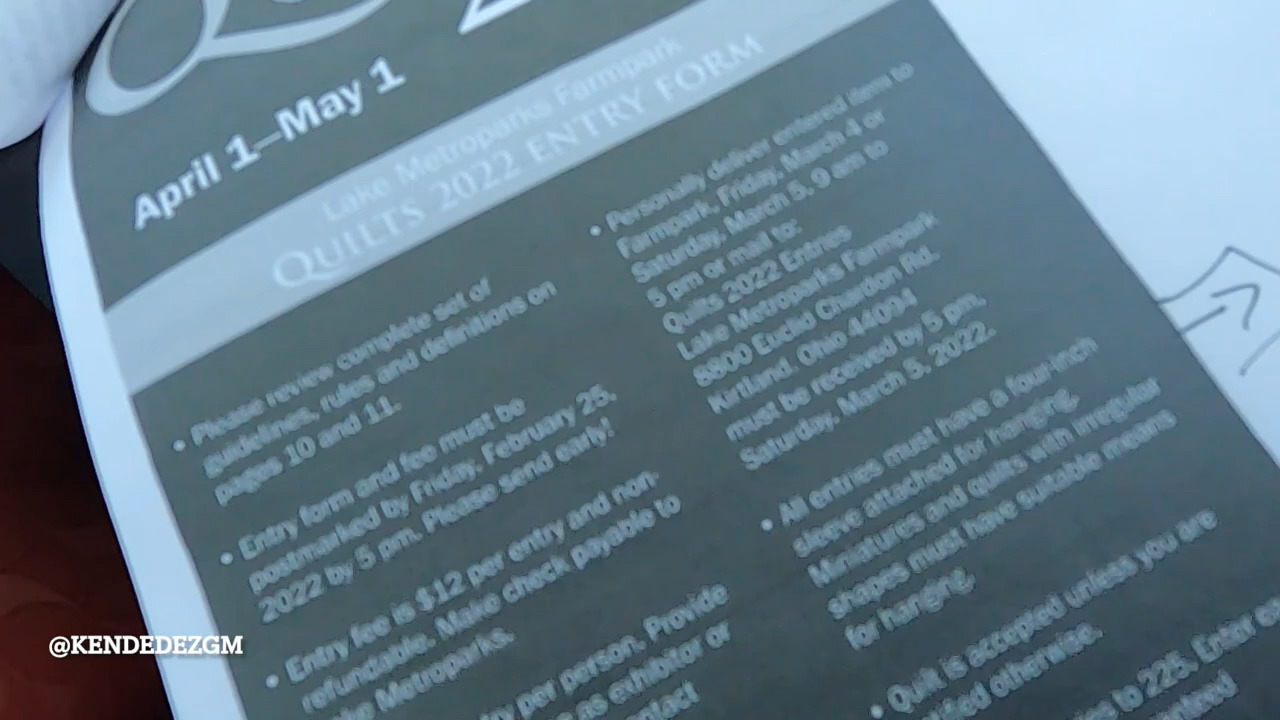 April 1–May 1
Lake Metroparks Farmpark
QUILTS 2022 ENTRY FORM
• Please review complete set of
guidelines, rules and definitions on
pages 10 and 11.
• Entry form and fee must be
postmarked by Friday, February 25,
2022 by 5 pm. Please send early!
• Entry fee is $12 per entry and non-
refundable. Make check payable to
Metroparks.
per person. Provide
as exhibitor or
• Personally deliver entered item to
Farmpark, Friday, March 4 or
Saturday, March 5, 9 am to
5 pm or mail to:
Quilts 2022 Entries
Lake Metroparks Farmpark
8800 Euclid Chardon Rd.
Kirtland, Ohio 44094
must be received by 5 pm,
Saturday, March 5, 2022.
• All entries must have a four-inch
sleeve attached for hanging.
Miniatures and quilts with irregular
shapes must have suitable means
for hanging.
• Quilt is accepted unless you are
otherwise.
to 225. Enter
@KENDEDEZGM